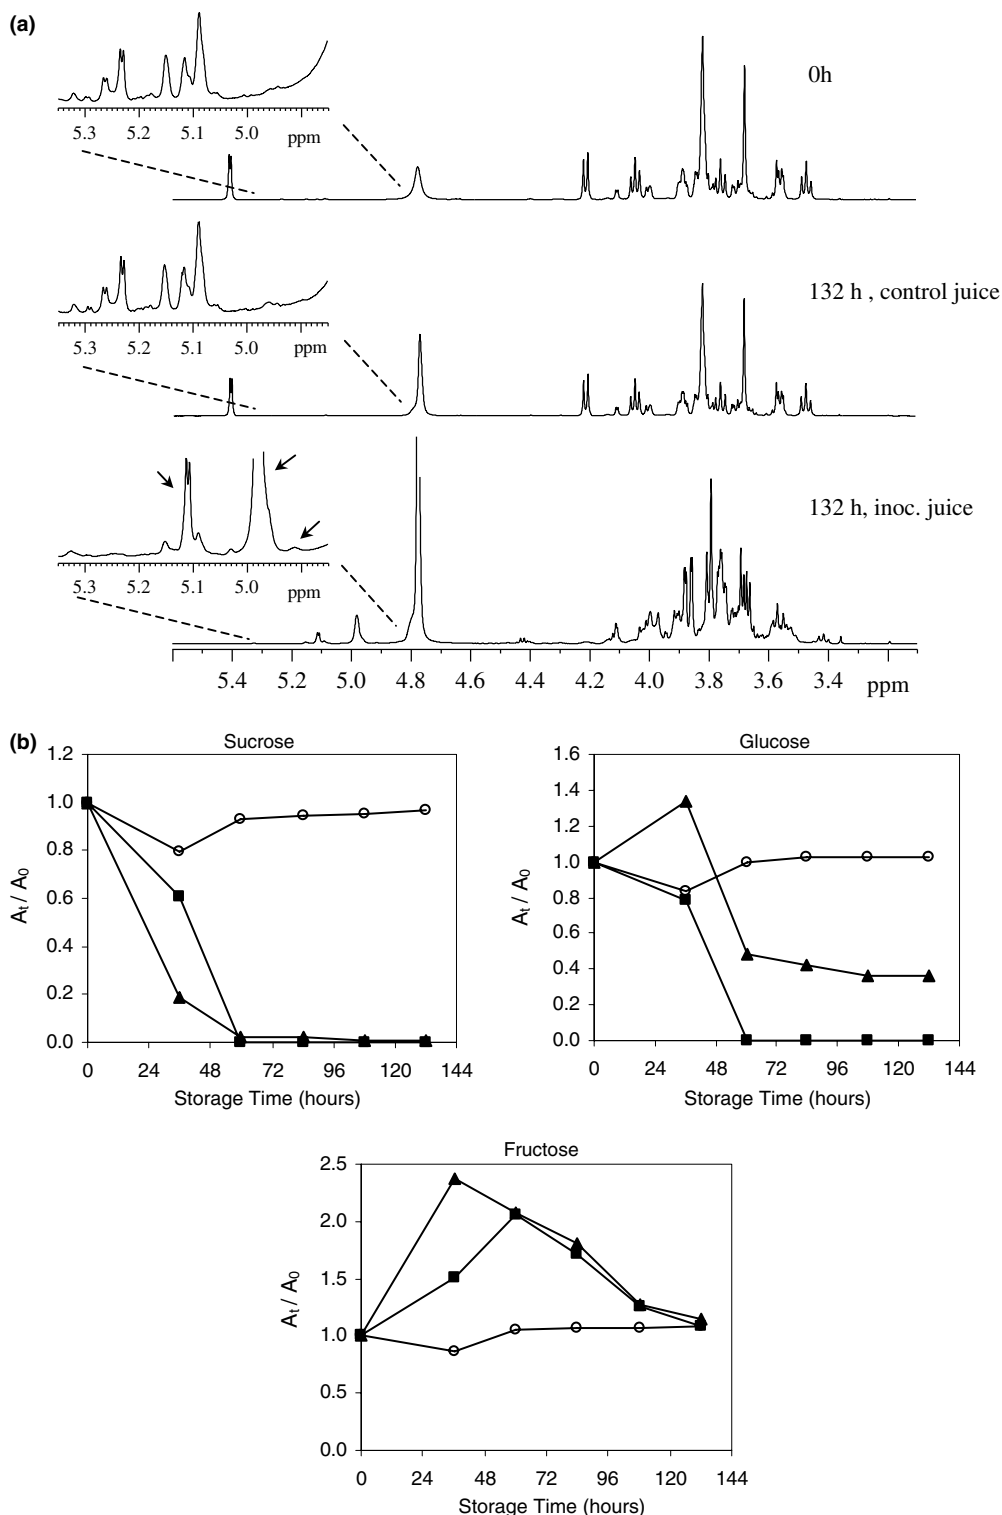 (a)
0h
5.3 5.2 5.1 5.0 ppm
132 h , control juice
5.3 5.2 5.1 5.0 ppm
132 h, inoc. juice
5.3 5.2 5.1 5.0 ppm
5.4 5.2 5.0 4.8 4.6 4.4 4.2 4.0 3.8 3.6 3.4 ppm
(b)
Sucrose
1.2
1.0
0.8
0.6
0.4
0.2
0.0
At / A0
0 24 48 72 96 120 144
Storage Time (hours)
Glucose
1.6
1.4
1.2
1.0
0.8
0.6
0.4
0.2
0.0
At / A0
0 24 48 72 96 120 144
Storage Time (hours)
Fructose
2.5
2.0
1.5
1.0
0.5
0.0
At / A0
0 24 48 72 96 120 144
Storage Time (hours)